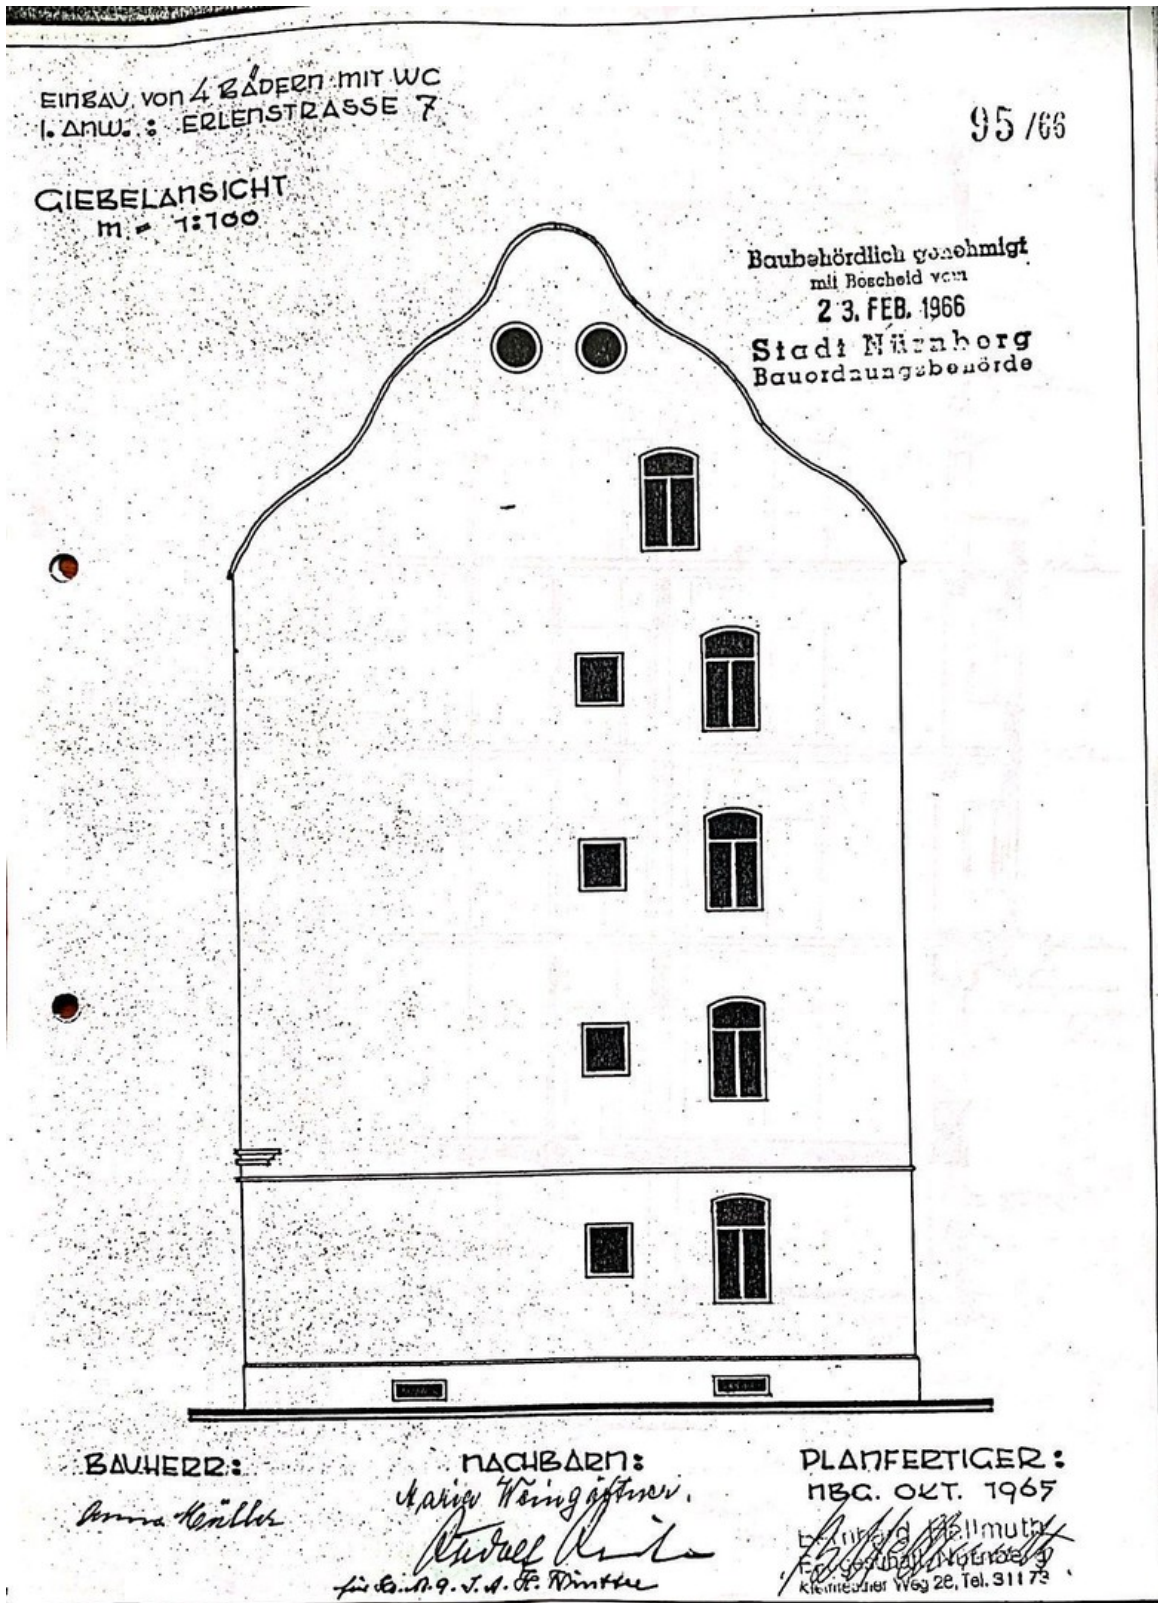 EINBAU von 4 BÄDERN MIT WC
I. ANW. : ERLENSTRASSE 7
95/66
GIEBELANSICHT
M = 1:100
Baubehördlich genehmigt
mit Bescheid vom
23. FEB. 1966
Stadt Nürnberg
Bauordnungsbehörde
BAUHERR:
Anna Müller
NACHBARN:
Maria Weingärtner.
Rudolf
PLANFERTIGER:
NBG. OKT. 1965
Weg 28, Tel. 31173